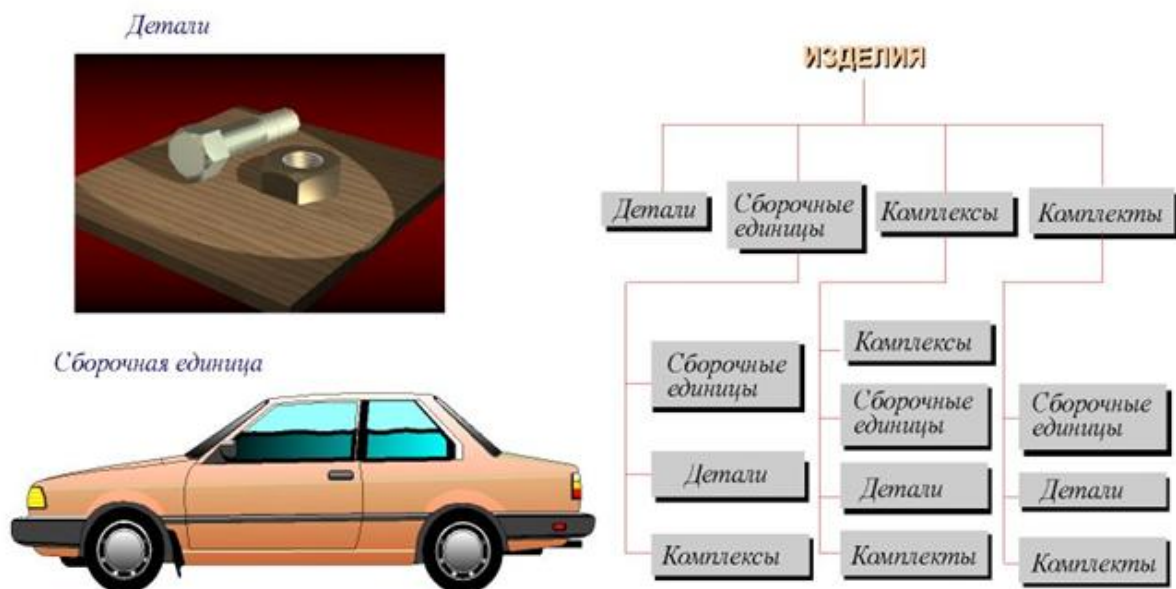 Детали
Сборочная единица
ИЗДЕЛИЯ
Детали
Сборочные
единицы
Комплексы
Комплекты
Сборочные
единицы
Детали
Комплексы
Комплексы
Сборочные
единицы
Детали
Комплекты
Сборочные
единицы
Детали
Комплекты